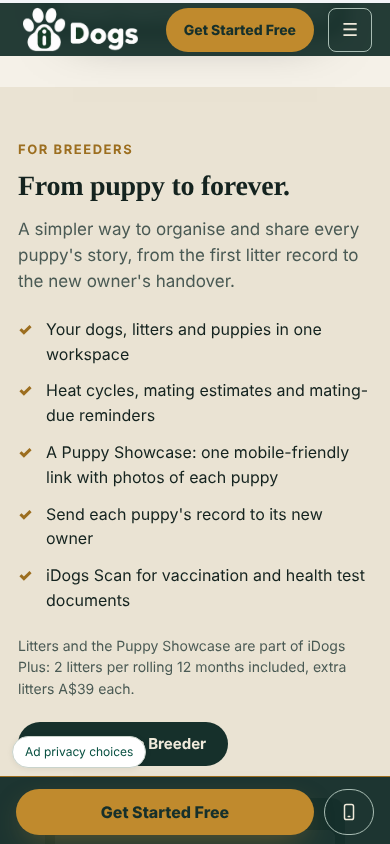 iDogs
Get Started Free
FOR BREEDERS
From puppy to forever.
A simpler way to organise and share every
puppy's story, from the first litter record to
the new owner's handover.
Your dogs, litters and puppies in one
workspace
Heat cycles, mating estimates and mating-
due reminders
A Puppy Showcase: one mobile-friendly
link with photos of each puppy
Send each puppy's record to its new
owner
iDogs Scan for vaccination and health test
documents
Litters and the Puppy Showcase are part of iDogs
Plus: 2 litters per rolling 12 months included, extra
litters A$39 each.
Breeder
Ad privacy choices
Get Started Free